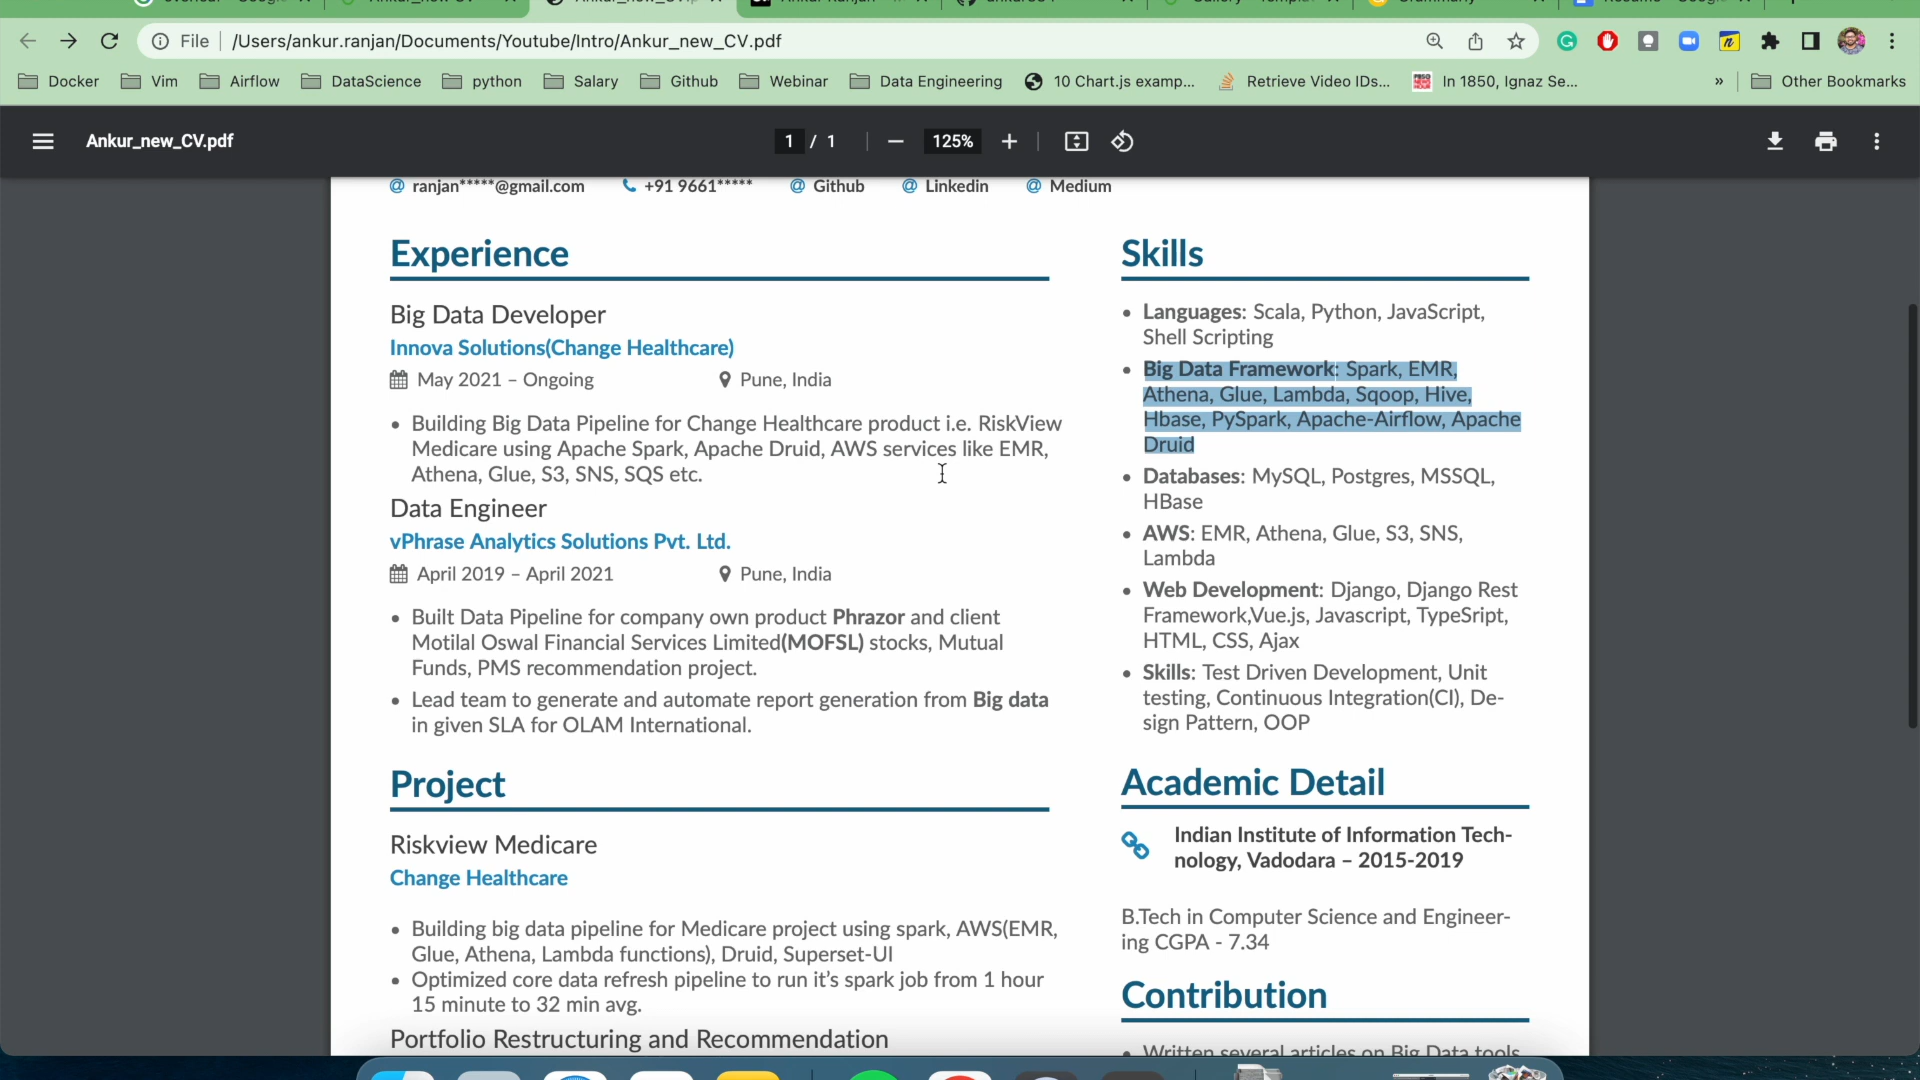 File | /Users/ankur.ranjan/Documents/Youtube/Intro/Ankur_new_CV.pdf
Docker Vim Airflow DataScience python Salary Github Webinar Data Engineering 10 Chart.js examp... Retrieve Video IDs... In 1850, Ignaz Se... » Other Bookmarks
Ankur_new_CV.pdf 1 / 1 125%
@ ranjan*****@gmail.com +91 9661***** @ Github @ Linkedin @ Medium
Experience
Big Data Developer
Innova Solutions(Change Healthcare)
May 2021 – Ongoing Pune, India
• Building Big Data Pipeline for Change Healthcare product i.e. RiskView
Medicare using Apache Spark, Apache Druid, AWS services like EMR,
Athena, Glue, S3, SNS, SQS etc.
Data Engineer
vPhrase Analytics Solutions Pvt. Ltd.
April 2019 – April 2021 Pune, India
• Built Data Pipeline for company own product Phrazor and client
Motilal Oswal Financial Services Limited(MOFSL) stocks, Mutual
Funds, PMS recommendation project.
• Lead team to generate and automate report generation from Big data
in given SLA for OLAM International.
Project
Riskview Medicare
Change Healthcare
• Building big data pipeline for Medicare project using spark, AWS(EMR,
Glue, Athena, Lambda functions), Druid, Superset-UI
• Optimized core data refresh pipeline to run it's spark job from 1 hour
15 minute to 32 min avg.
Portfolio Restructuring and Recommendation
Skills
• Languages: Scala, Python, JavaScript,
Shell Scripting
• Big Data Framework: Spark, EMR,
Athena, Glue, Lambda, Sqoop, Hive,
Hbase, PySpark, Apache-Airflow, Apache
Druid
• Databases: MySQL, Postgres, MSSQL,
HBase
• AWS: EMR, Athena, Glue, S3, SNS,
Lambda
• Web Development: Django, Django Rest
Framework,Vue.js, Javascript, TypeSript,
HTML, CSS, Ajax
• Skills: Test Driven Development, Unit
testing, Continuous Integration(CI), De-
sign Pattern, OOP
Academic Detail
Indian Institute of Information Tech-
nology, Vadodara – 2015-2019
B.Tech in Computer Science and Engineer-
ing CGPA - 7.34
Contribution
• Written several articles on Big Data tools